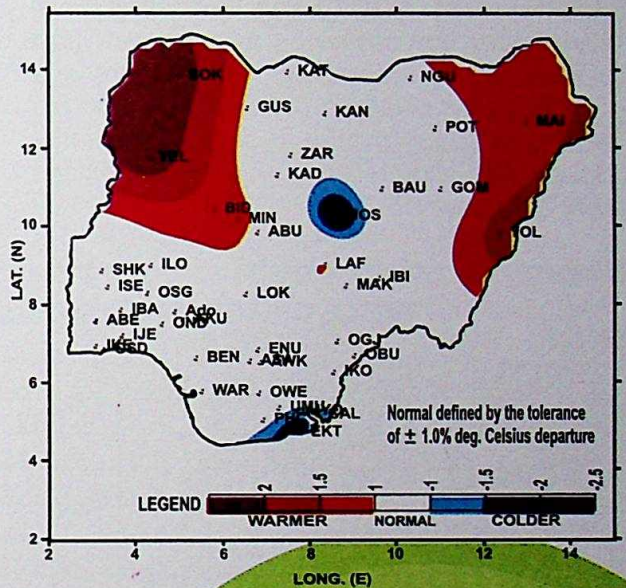 14
SOK
KAT
NGU
GUS
KAN
POT
MAI
12
YEL
ZAR
KAD
BAU
GOM
10
BID
MIN
ABU
JOS
YOL
ILO
SHK
LAF
IBI
MAK
8
ISE
OSG
LOK
IBA
Ado
ABE
OND
AKU
IJE
IKE
ENU
OGJ
BEN
AWK
OBU
IKO
6
WAR
OWE
UMU
CAL
EKT
Normal defined by the tolerance
of ± 1.0% deg. Celsius departure
4
LEGEND
2
1.5
1
-1
-1.5
-2
-2.5
WARMER
NORMAL
COLDER
2
2
4
6
8
10
12
14
LAT. (N)
LONG. (E)